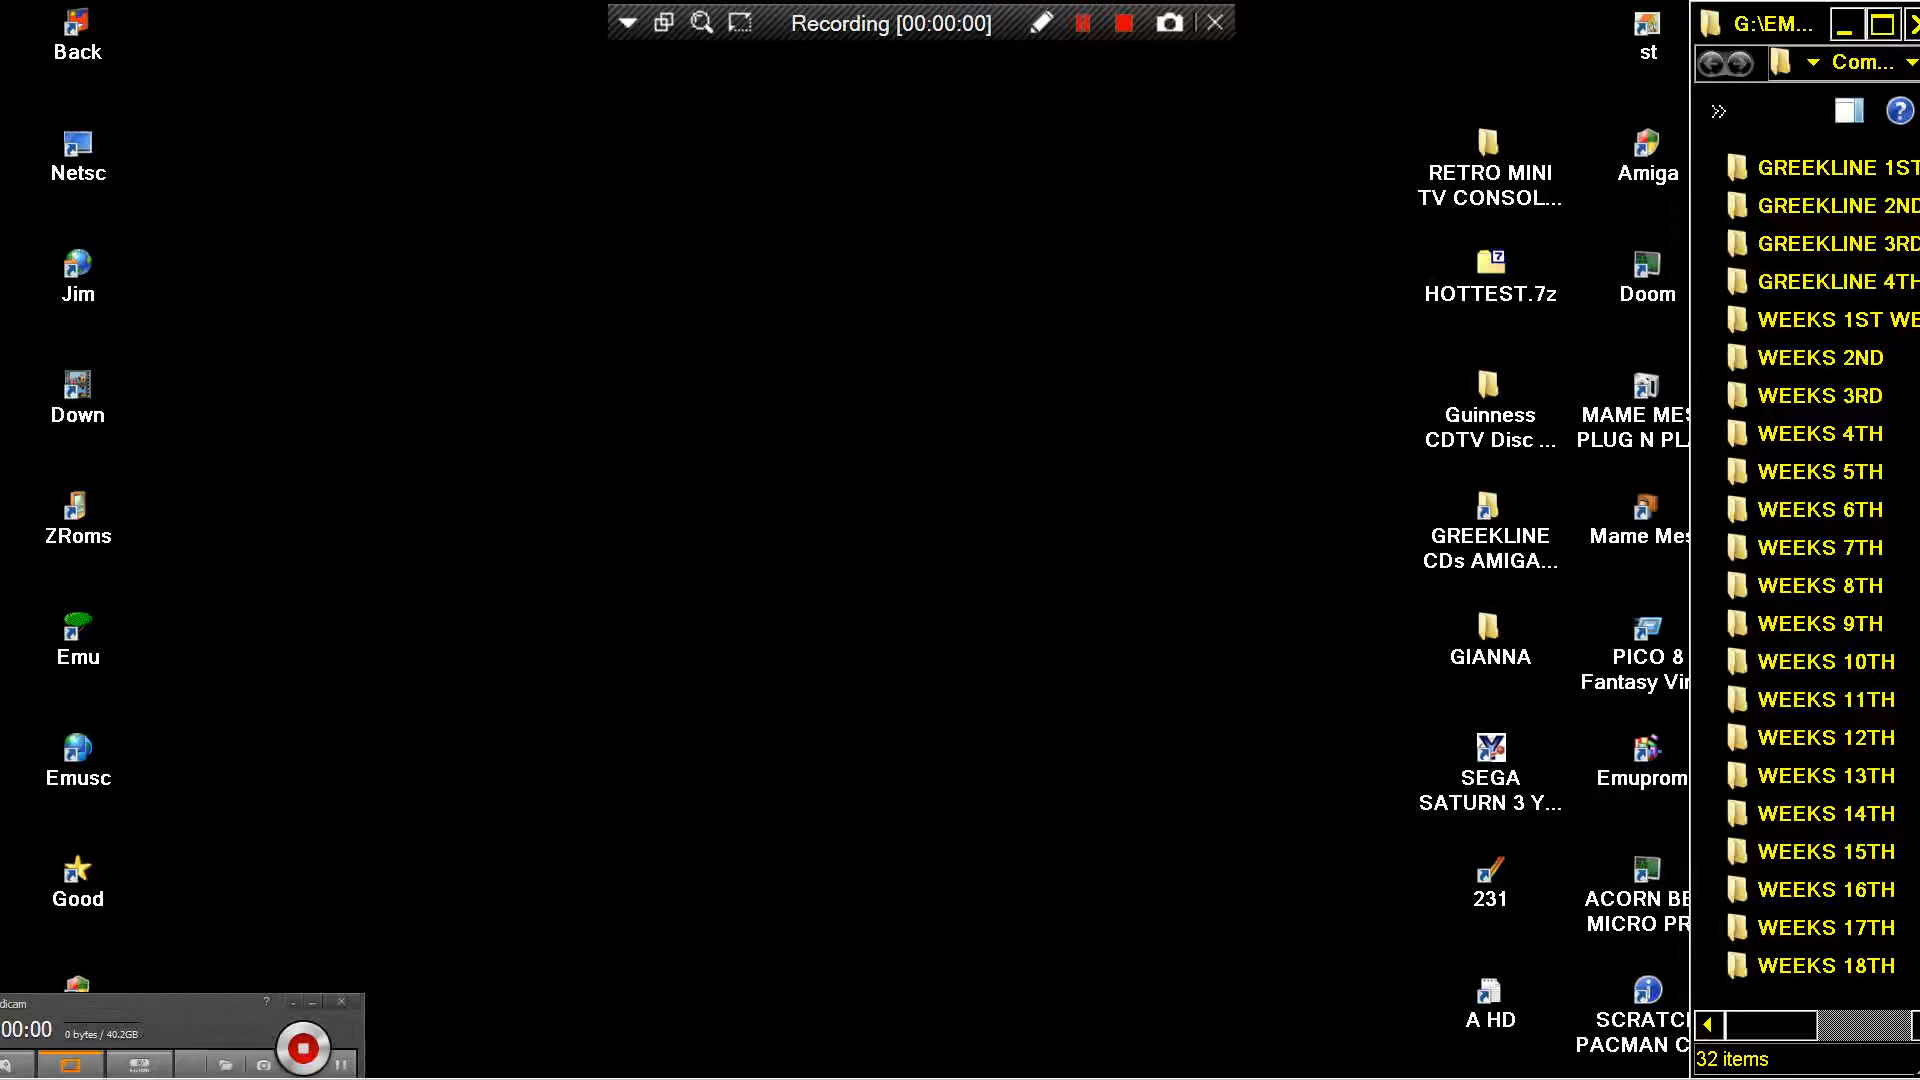 Recording [00:00:00]
Back
Netsc
Jim
Down
ZRoms
Emu
Emusc
Good
RETRO MINI
TV CONSOL...
HOTTEST.7z
Guinness
CDTV Disc ...
GREEKLINE
CDs AMIGA...
GIANNA
SEGA
SATURN 3 Y...
231
A HD
st
Amiga
Doom
MAME MES
PLUG N PLA
Mame Mes
PICO 8
Fantasy Vir
Emuprom
ACORN BE
MICRO PR
SCRATC
PACMAN C
G:\EM...
Com...
GREEKLINE 1ST
GREEKLINE 2ND
GREEKLINE 3RD
GREEKLINE 4TH
WEEKS 1ST WE
WEEKS 2ND
WEEKS 3RD
WEEKS 4TH
WEEKS 5TH
WEEKS 6TH
WEEKS 7TH
WEEKS 8TH
WEEKS 9TH
WEEKS 10TH
WEEKS 11TH
WEEKS 12TH
WEEKS 13TH
WEEKS 14TH
WEEKS 15TH
WEEKS 16TH
WEEKS 17TH
WEEKS 18TH
32 items
dicam
00:00
0 bytes / 40.2GB